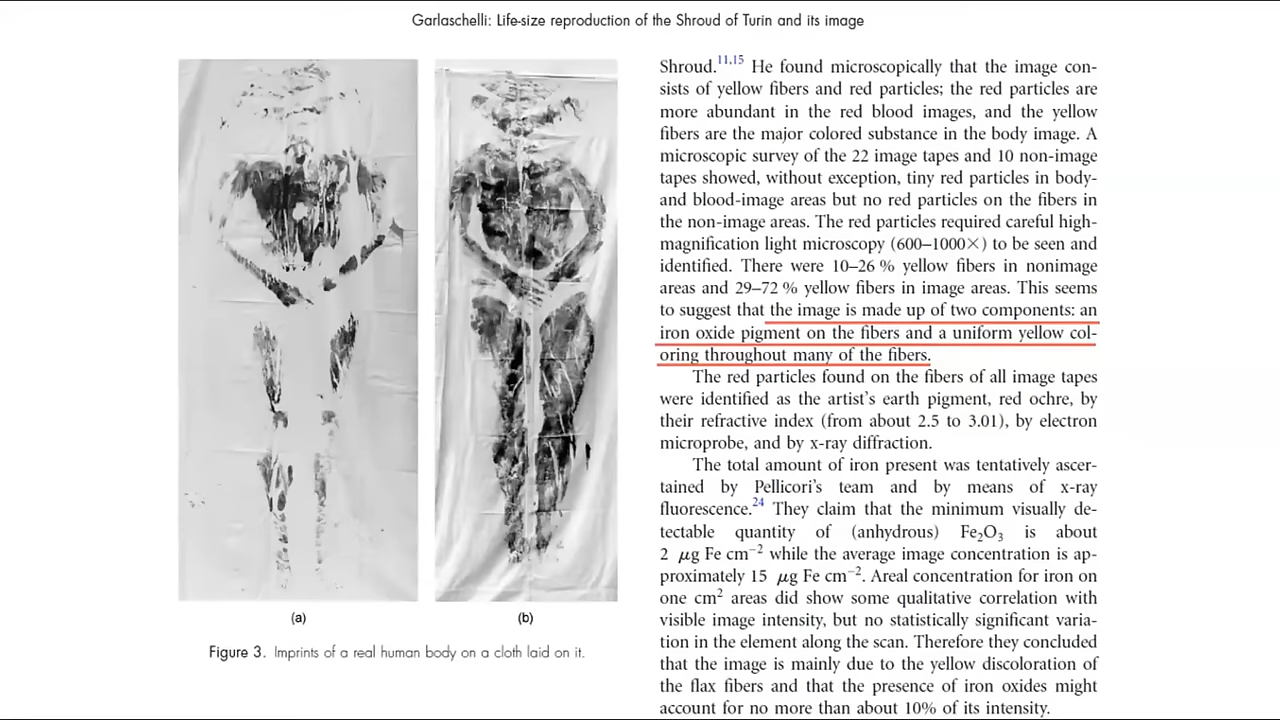 Garlaschelli: Life-size reproduction of the Shroud of Turin and its image
(a)
(b)
Figure 3. Imprints of a real human body on a cloth laid on it.
Shroud.11,15 He found microscopically that the image con-
sists of yellow fibers and red particles; the red particles are
more abundant in the red blood images, and the yellow
fibers are the major colored substance in the body image. A
microscopic survey of the 22 image tapes and 10 non-image
tapes showed, without exception, tiny red particles in body-
and blood-image areas but no red particles on the fibers in
the non-image areas. The red particles required careful high-
magnification light microscopy (600–1000×) to be seen and
identified. There were 10–26 % yellow fibers in nonimage
areas and 29–72 % yellow fibers in image areas. This seems
to suggest that the image is made up of two components: an
iron oxide pigment on the fibers and a uniform yellow col-
oring throughout many of the fibers.
The red particles found on the fibers of all image tapes
were identified as the artist's earth pigment, red ochre, by
their refractive index (from about 2.5 to 3.01), by electron
microprobe, and by x-ray diffraction.
The total amount of iron present was tentatively ascer-
tained by Pellicori's team and by means of x-ray
fluorescence.24 They claim that the minimum visually de-
tectable quantity of (anhydrous) Fe2O3 is about
2 μg Fe cm−2 while the average image concentration is ap-
proximately 15 μg Fe cm−2. Areal concentration for iron on
one cm2 areas did show some qualitative correlation with
visible image intensity, but no statistically significant varia-
tion in the element along the scan. Therefore they concluded
that the image is mainly due to the yellow discoloration of
the flax fibers and that the presence of iron oxides might
account for no more than about 10% of its intensity.